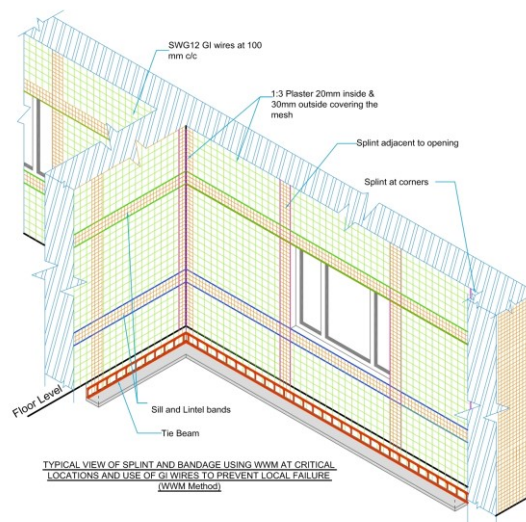 SWG12 GI wires at 100
mm c/c
1:3 Plaster 20mm inside &
30mm outside covering the
mesh
Splint adjacent to opening
Splint at corners
Floor Level
Sill and Lintel bands
Tie Beam
TYPICAL VIEW OF SPLINT AND BANDAGE USING WWM AT CRITICAL
LOCATIONS AND USE OF GI WIRES TO PREVENT LOCAL FAILURE
(WWM Method)